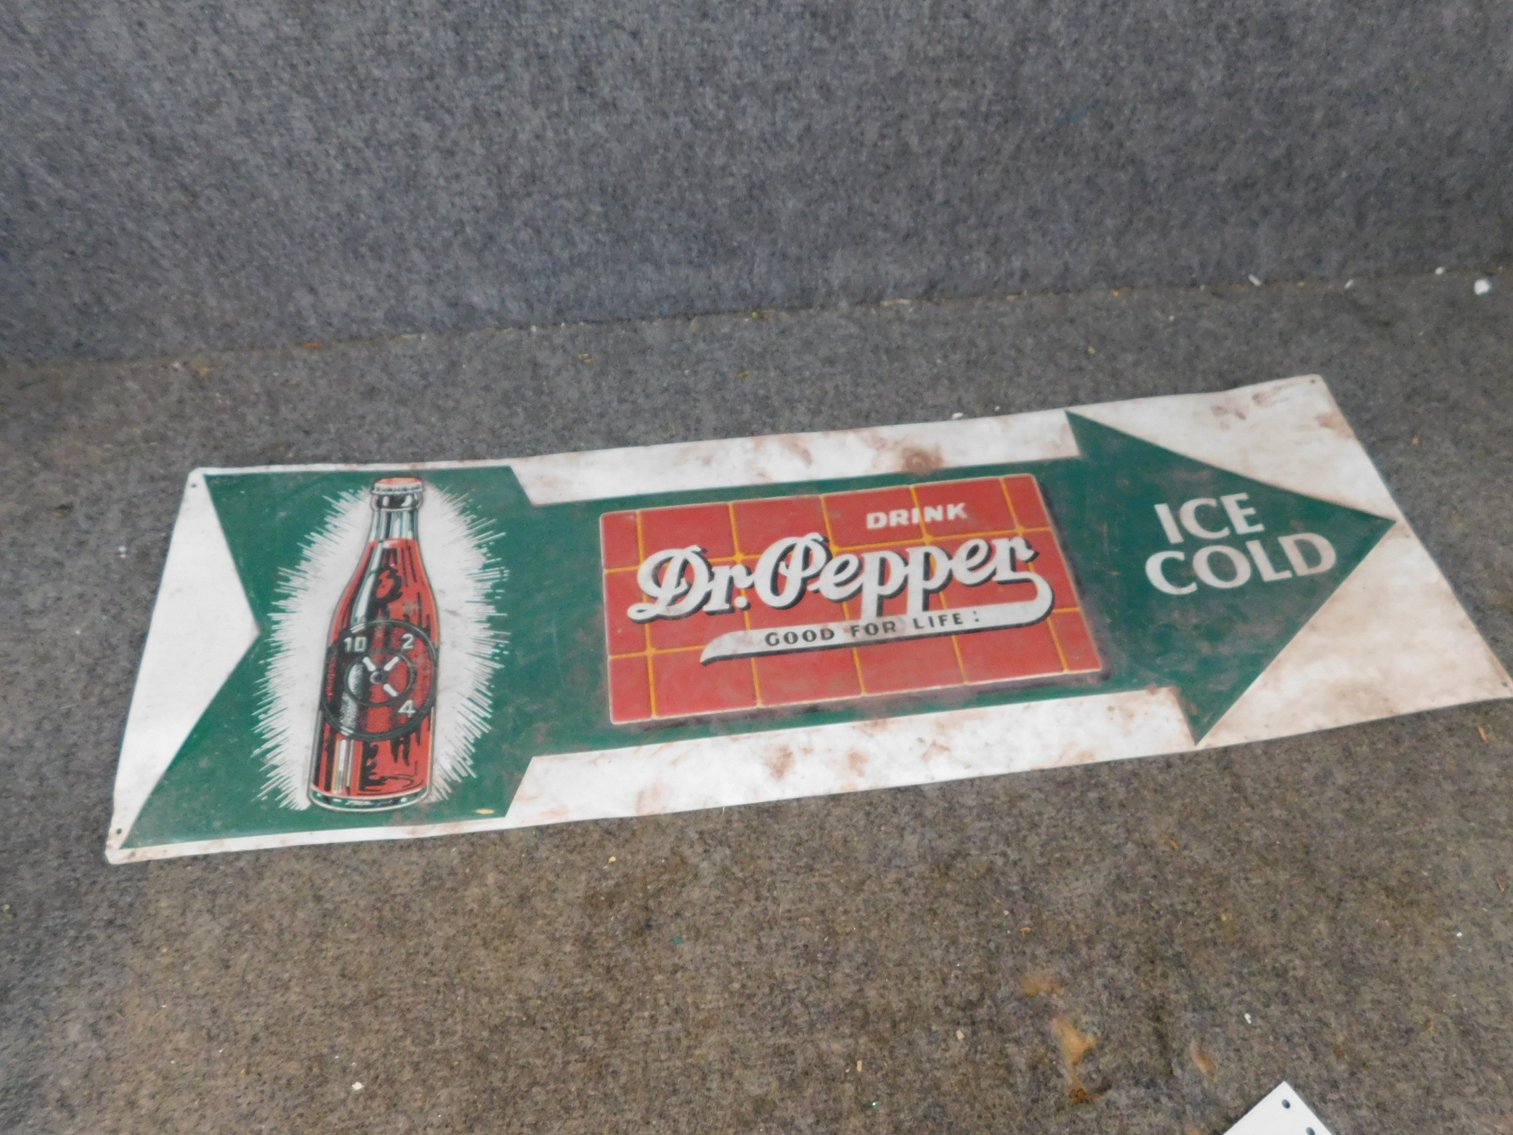 10 2
4
DRINK
Dr. Pepper
GOOD FOR LIFE!
ICE
COLD